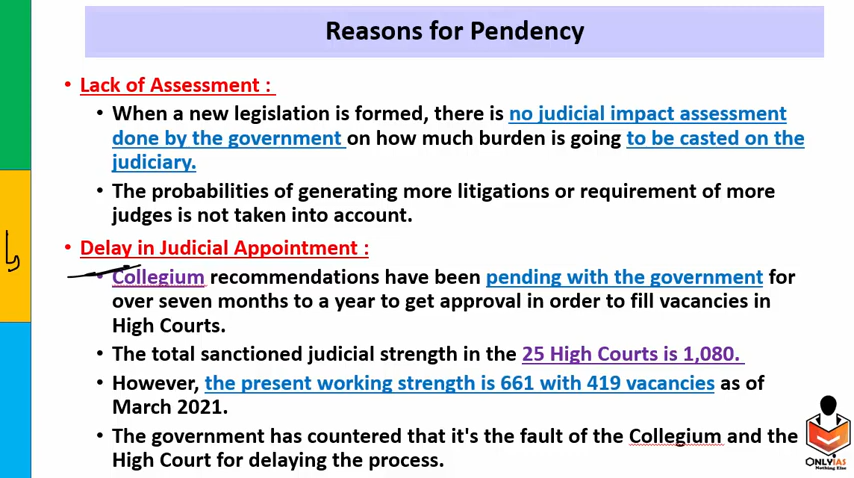 Reasons for Pendency
• Lack of Assessment :
• When a new legislation is formed, there is no judicial impact assessment
done by the government on how much burden is going to be casted on the
judiciary.
• The probabilities of generating more litigations or requirement of more
judges is not taken into account.
• Delay in Judicial Appointment :
• Collegium recommendations have been pending with the government for
over seven months to a year to get approval in order to fill vacancies in
High Courts.
• The total sanctioned judicial strength in the 25 High Courts is 1,080.
• However, the present working strength is 661 with 419 vacancies as of
March 2021.
• The government has countered that it's the fault of the Collegium and the
High Court for delaying the process.
ONLYIAS
Nothing Else